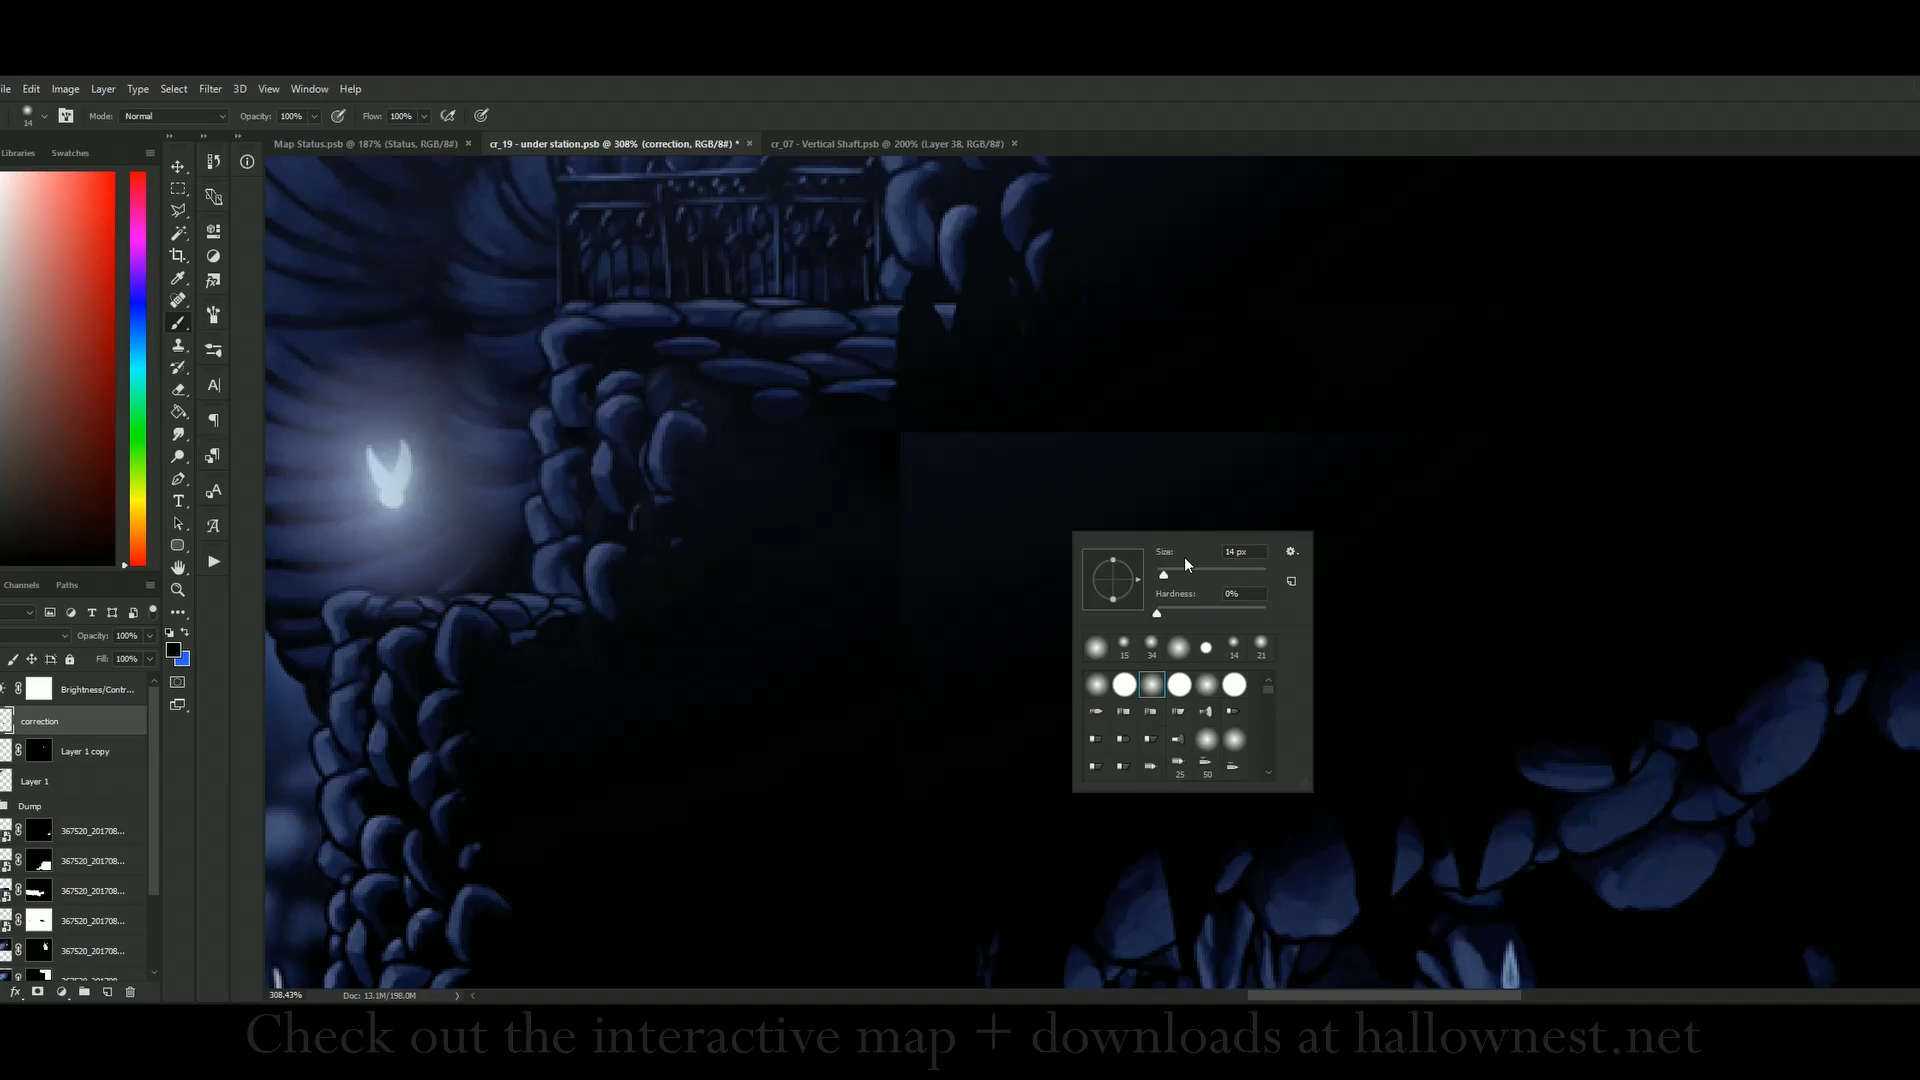 ile Edit Image Layer Type Select Filter 3D View Window Help
14 Mode: Normal Opacity: 100% Flow: 100%
Libraries Swatches
Map Status.psb @ 187% (Status, RGB/8#) × cr_19 - under station.psb @ 308% (correction, RGB/8#) * × cr_07 - Vertical Shaft.psb @ 200% (Layer 38, RGB/8#) ×
Size: 14 px
Hardness: 0%
15 34 14 21
25 50
Channels Paths
Opacity: 100%
Fill: 100%
Brightness/Contr...
correction
Layer 1 copy
Layer 1
Dump
367520_201708...
367520_201708...
367520_201708...
367520_201708...
367520_201708...
367520_201708...
fx
308.43% Doc: 13.1M/198.0M
Check out the interactive map + downloads at hallownest.net